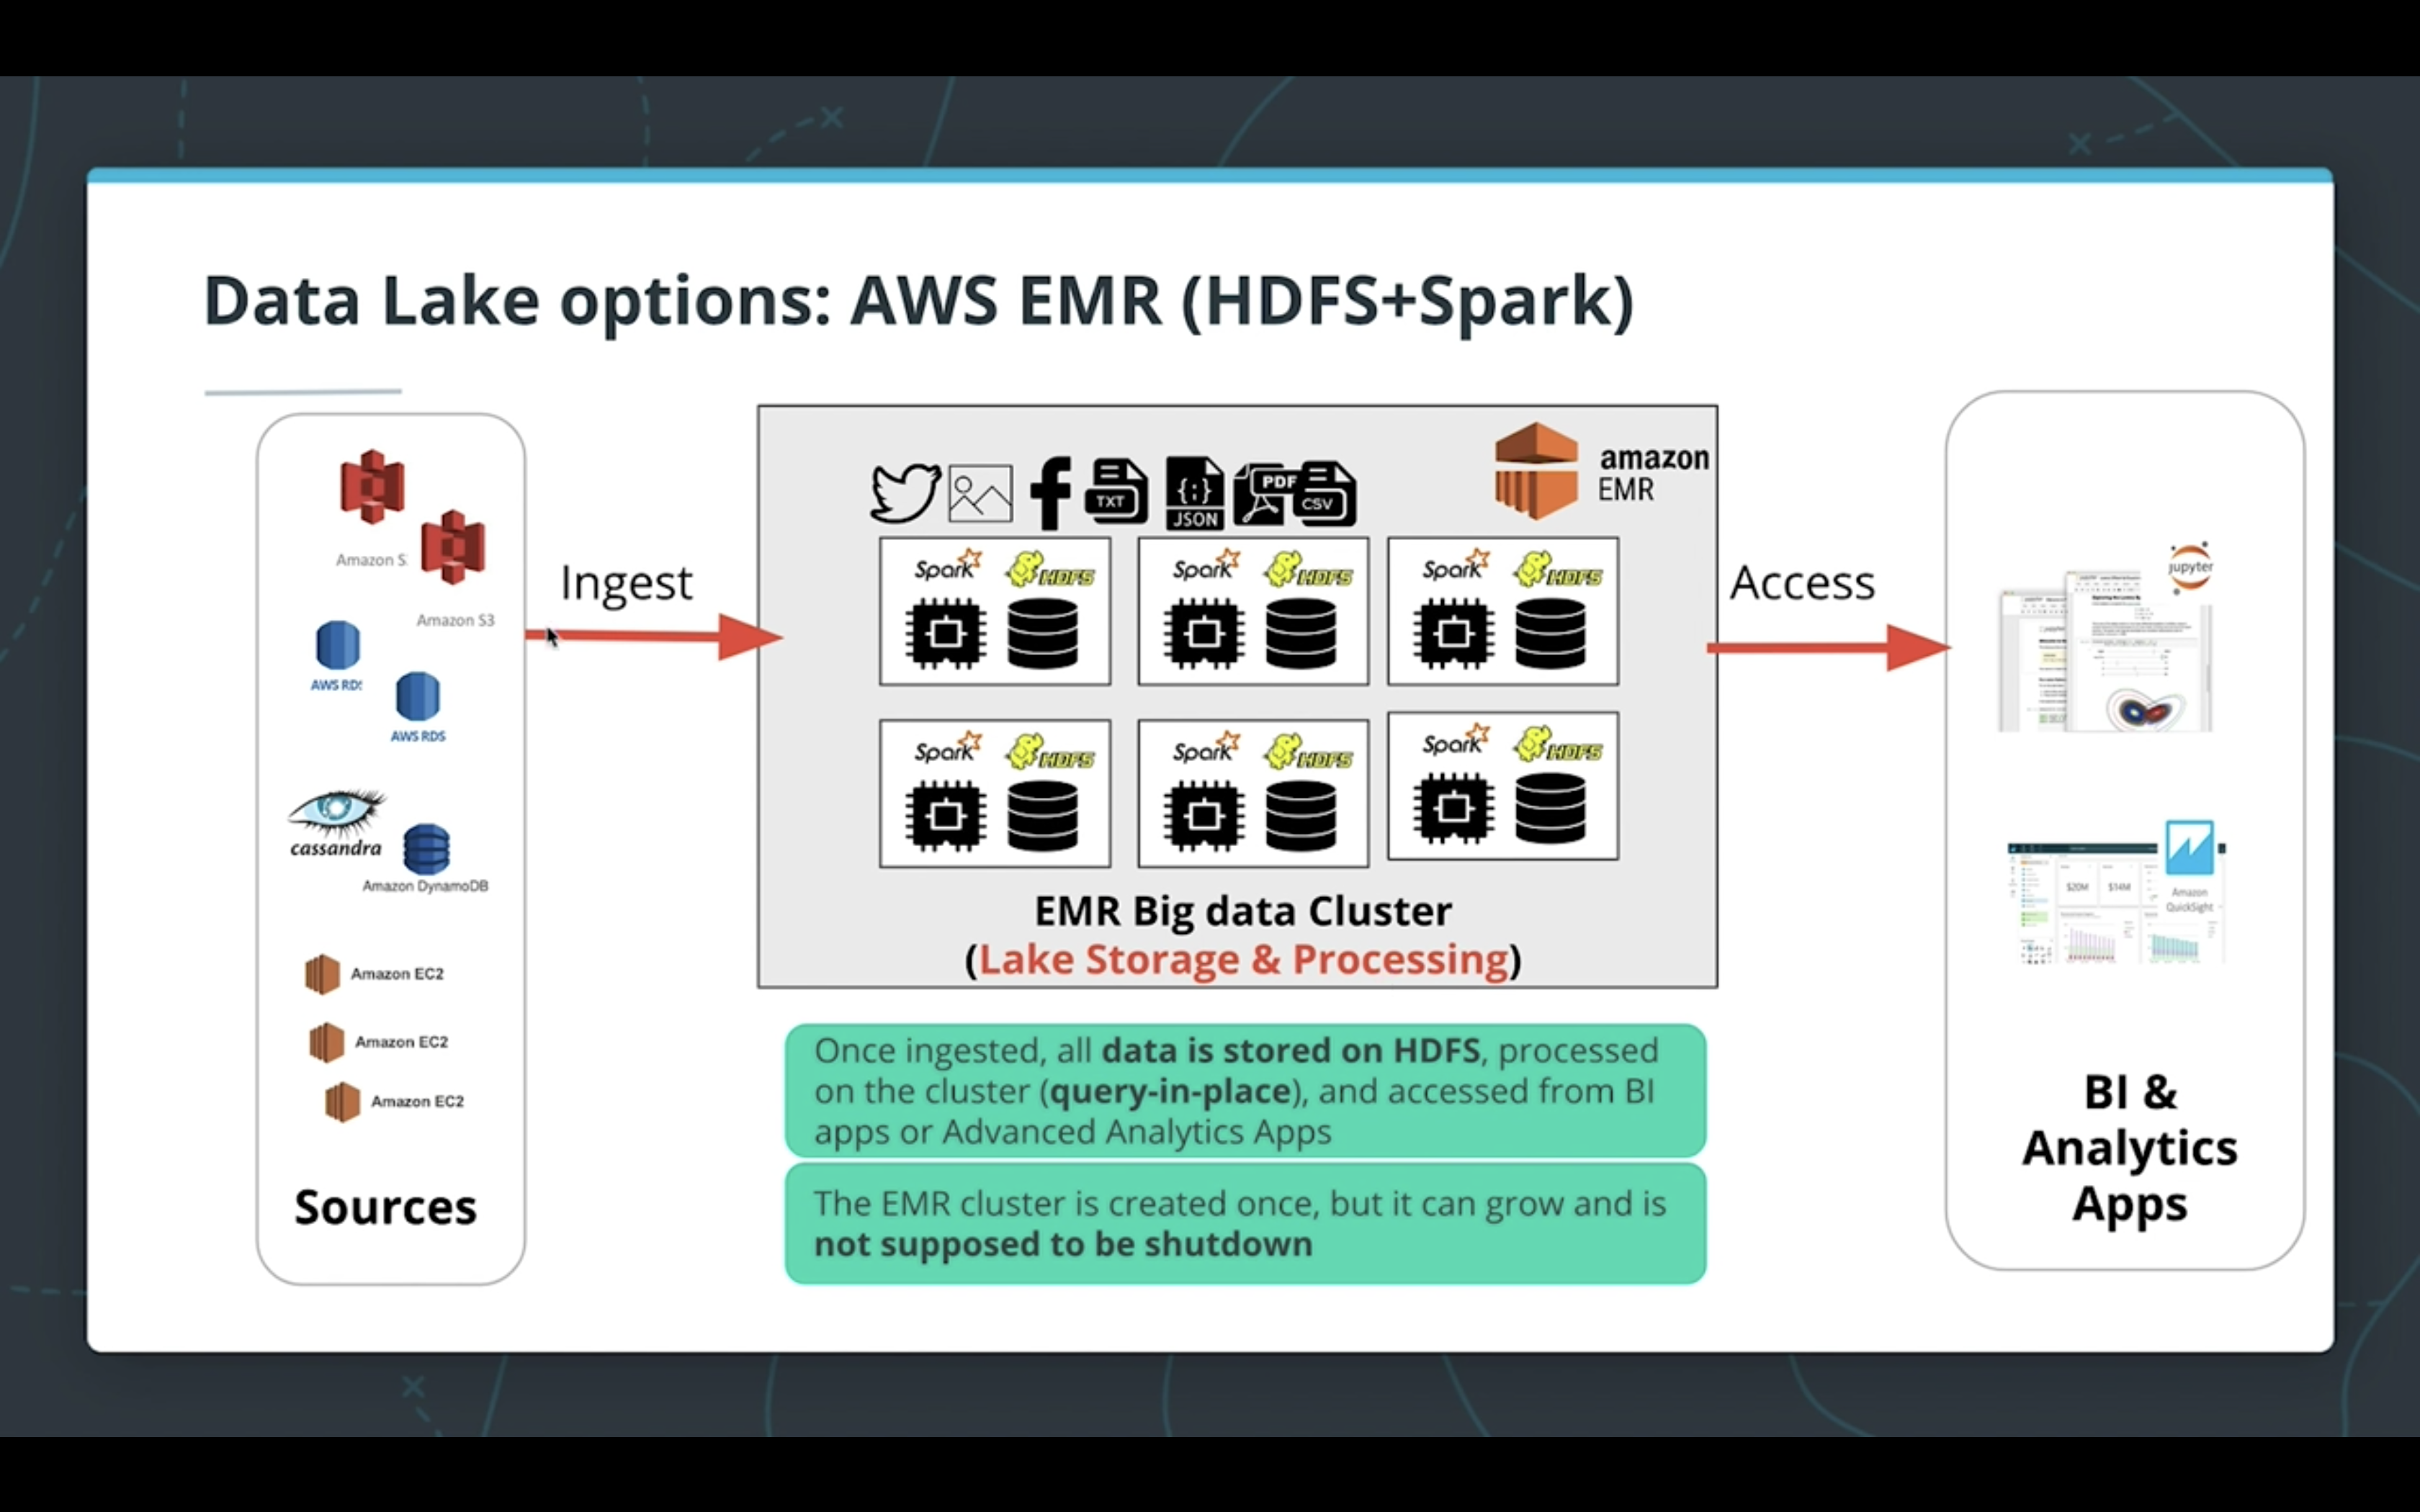 Data Lake options: AWS EMR (HDFS+Spark)
Amazon S
Amazon S3
AWS RDS
AWS RDS
cassandra
Amazon DynamoDB
Amazon EC2
Amazon EC2
Amazon EC2
Sources
Ingest
TXT
{:}
JSON
PDF
CSV
amazon
EMR
Spark HDFS
Spark HDFS
Spark HDFS
Spark HDFS
Spark HDFS
Spark HDFS
EMR Big data Cluster
(Lake Storage & Processing)
Once ingested, all data is stored on HDFS, processed
on the cluster (query-in-place), and accessed from BI
apps or Advanced Analytics Apps
The EMR cluster is created once, but it can grow and is
not supposed to be shutdown
Access
jupyter
$20M
$14M
Amazon
QuickSight
BI &
Analytics
Apps